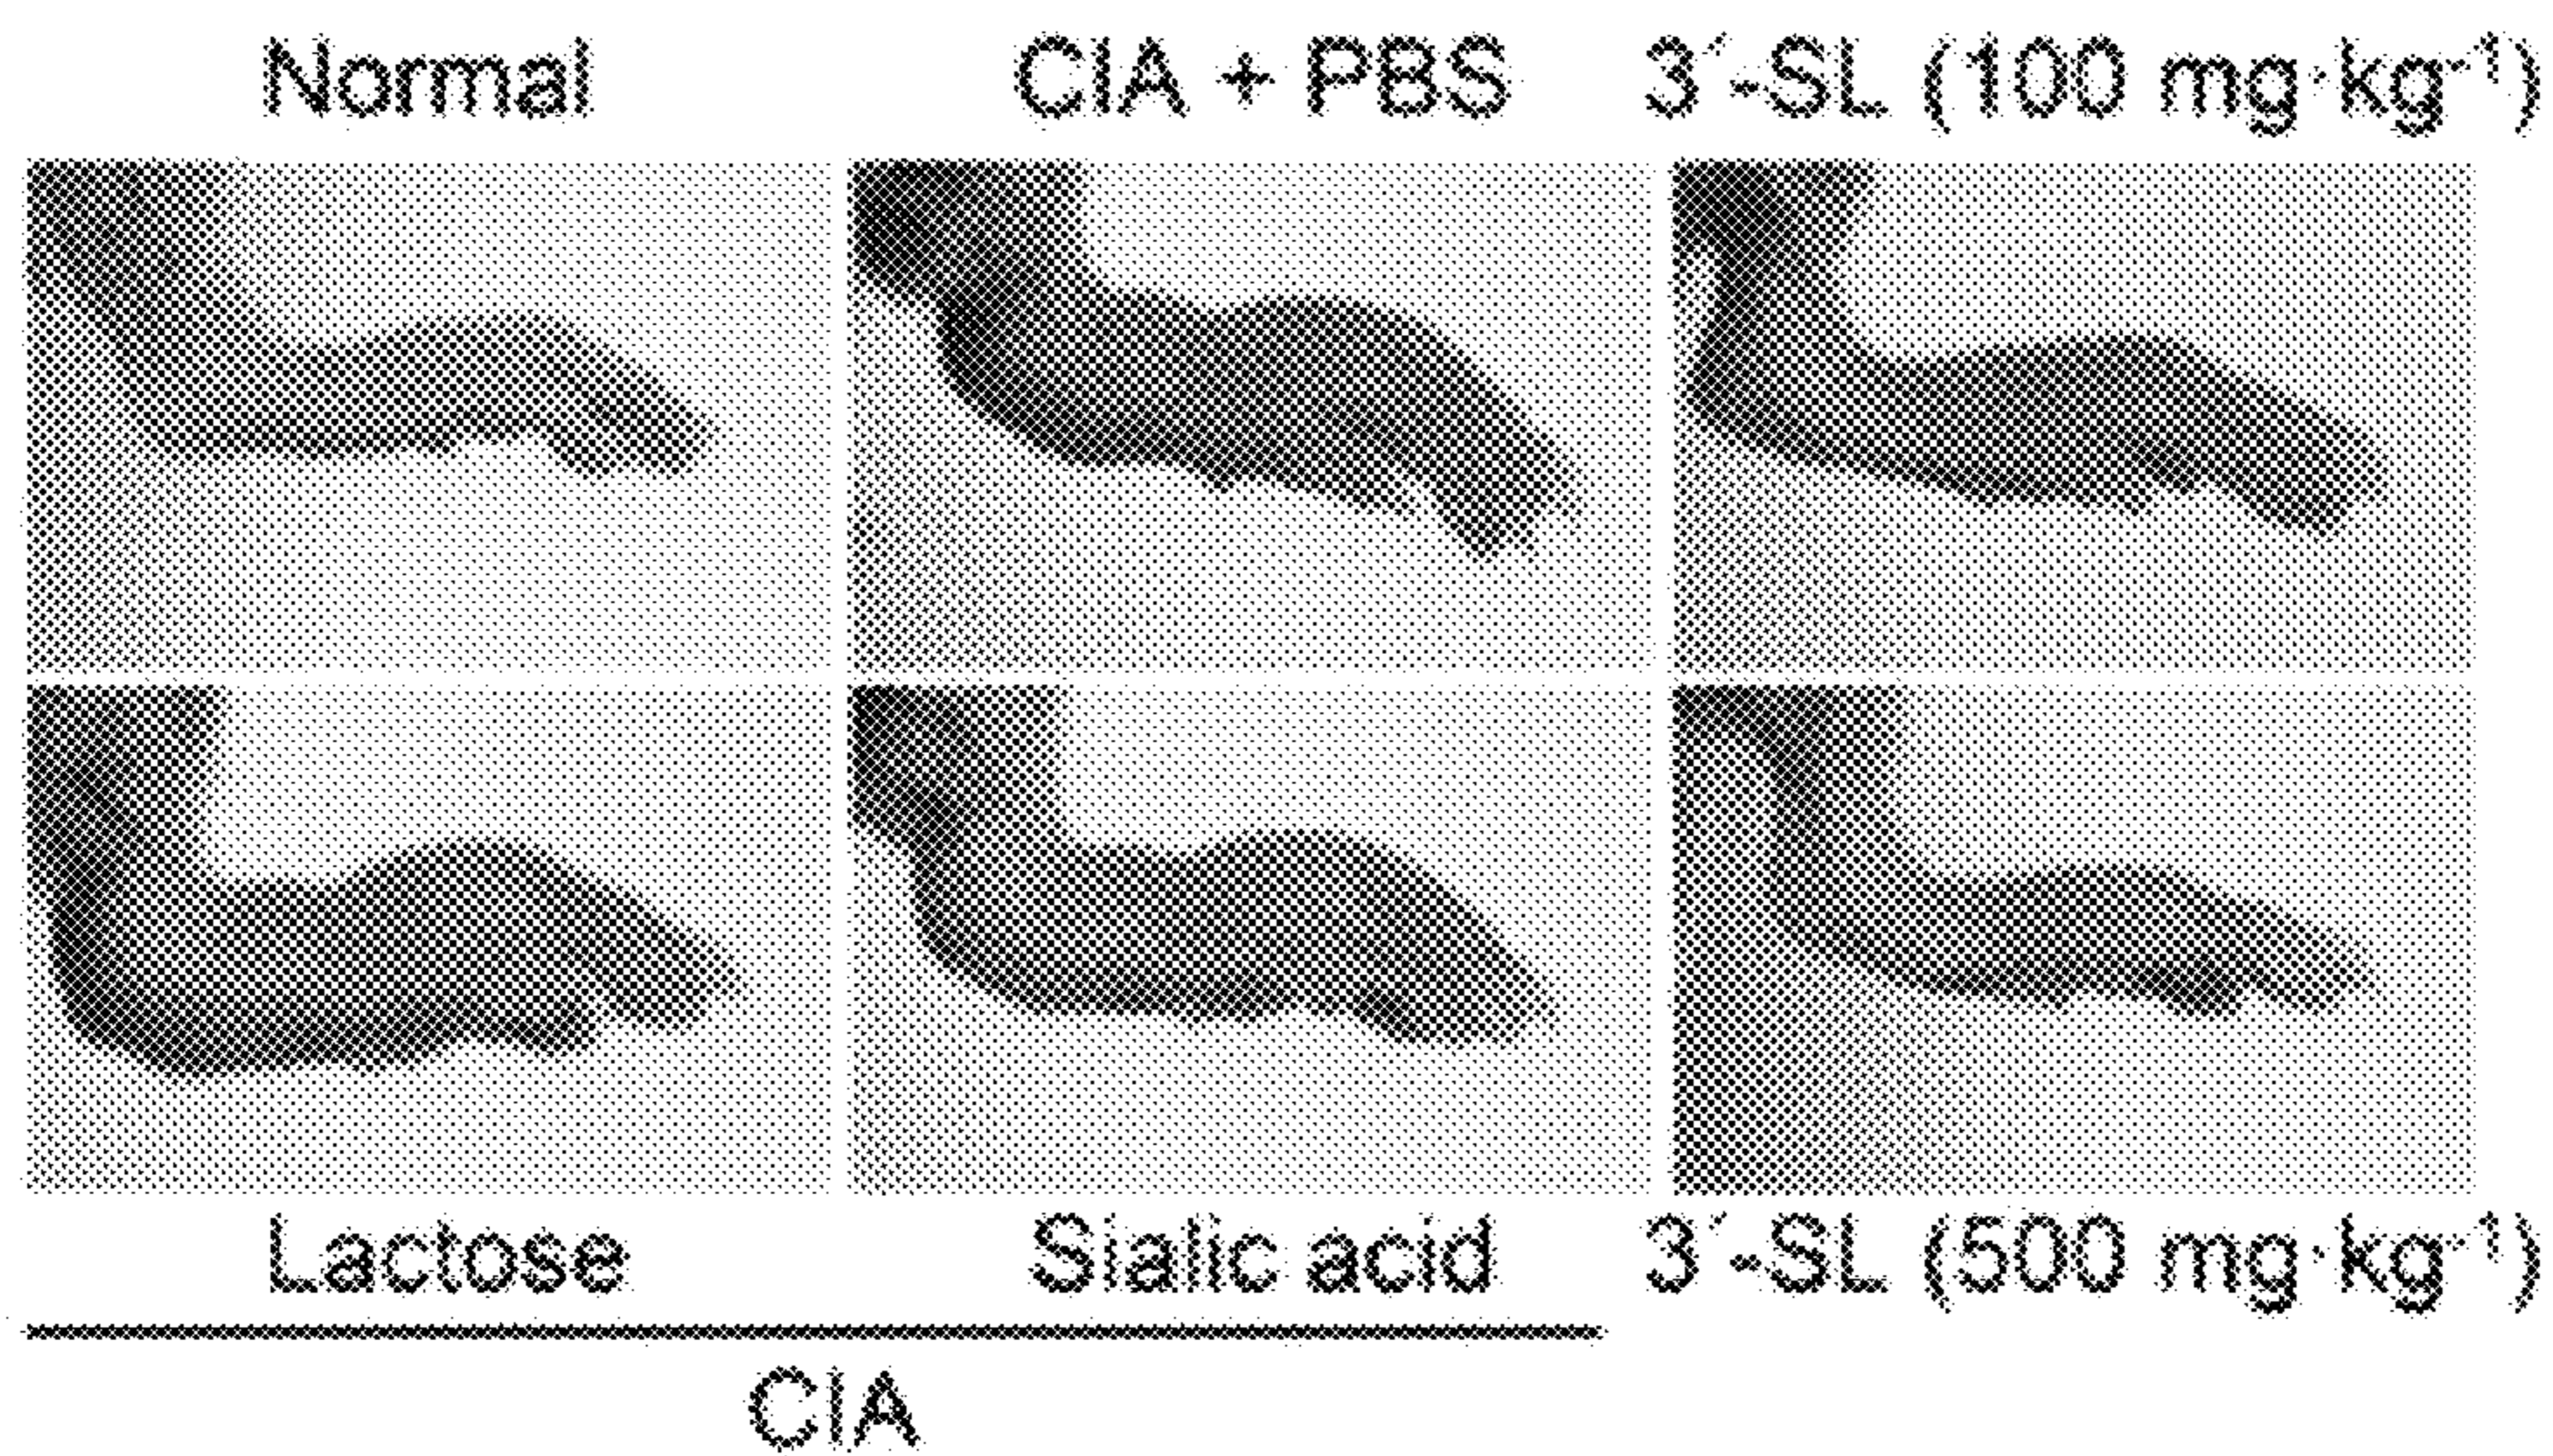 Normal CIA + PBS 3´-SL (100 mg·kg⁻¹)
Lactose Sialic acid 3´-SL (500 mg·kg⁻¹)
CIA